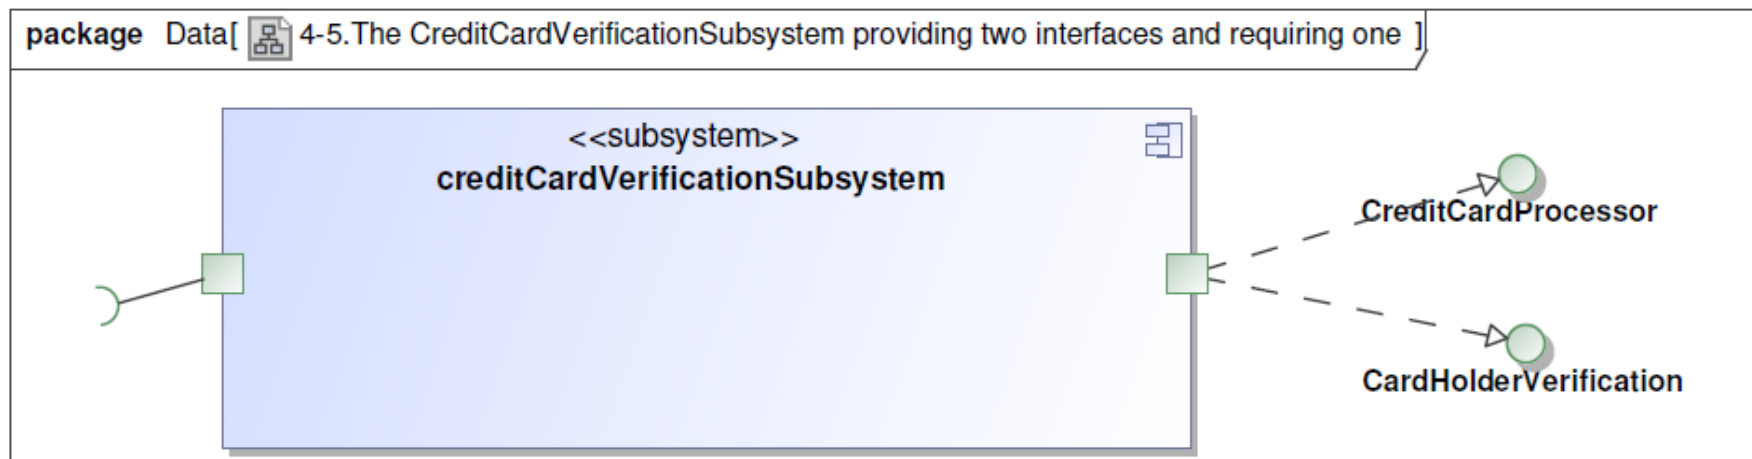 package Data[ 4-5.The CreditCardVerificationSubsystem providing two interfaces and requiring one ]
<<subsystem>>
creditCardVerificationSubsystem
CreditCardProcessor
CardHolderVerification